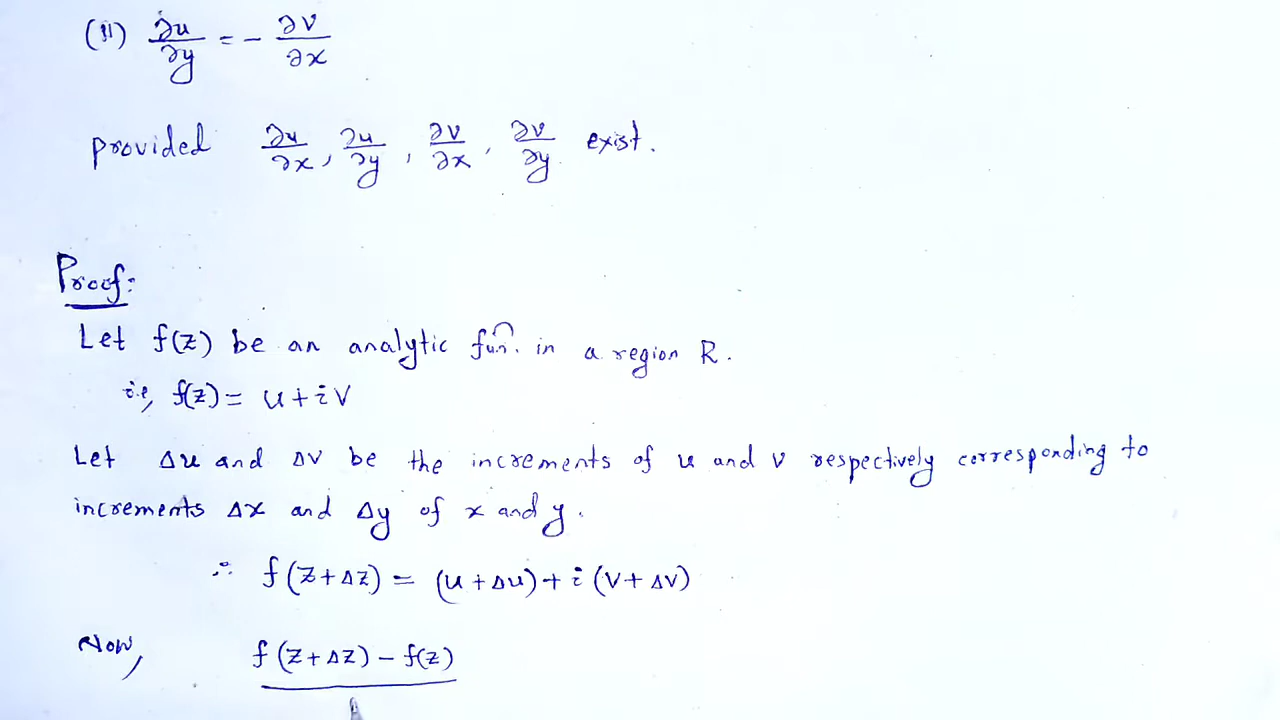 (II) ∂u/∂y = - ∂v/∂x
provided ∂u/∂x, ∂u/∂y, ∂v/∂x, ∂v/∂y exist.
Proof:
Let f(z) be an analytic fun. in a region R.
i.e, f(z) = u+iv
Let Δu and Δv be the increments of u and v respectively corresponding to
increments Δx and Δy of x and y.
∴ f(z+Δz) = (u+Δu)+i(v+Δv)
Now, f(z+Δz) - f(z)